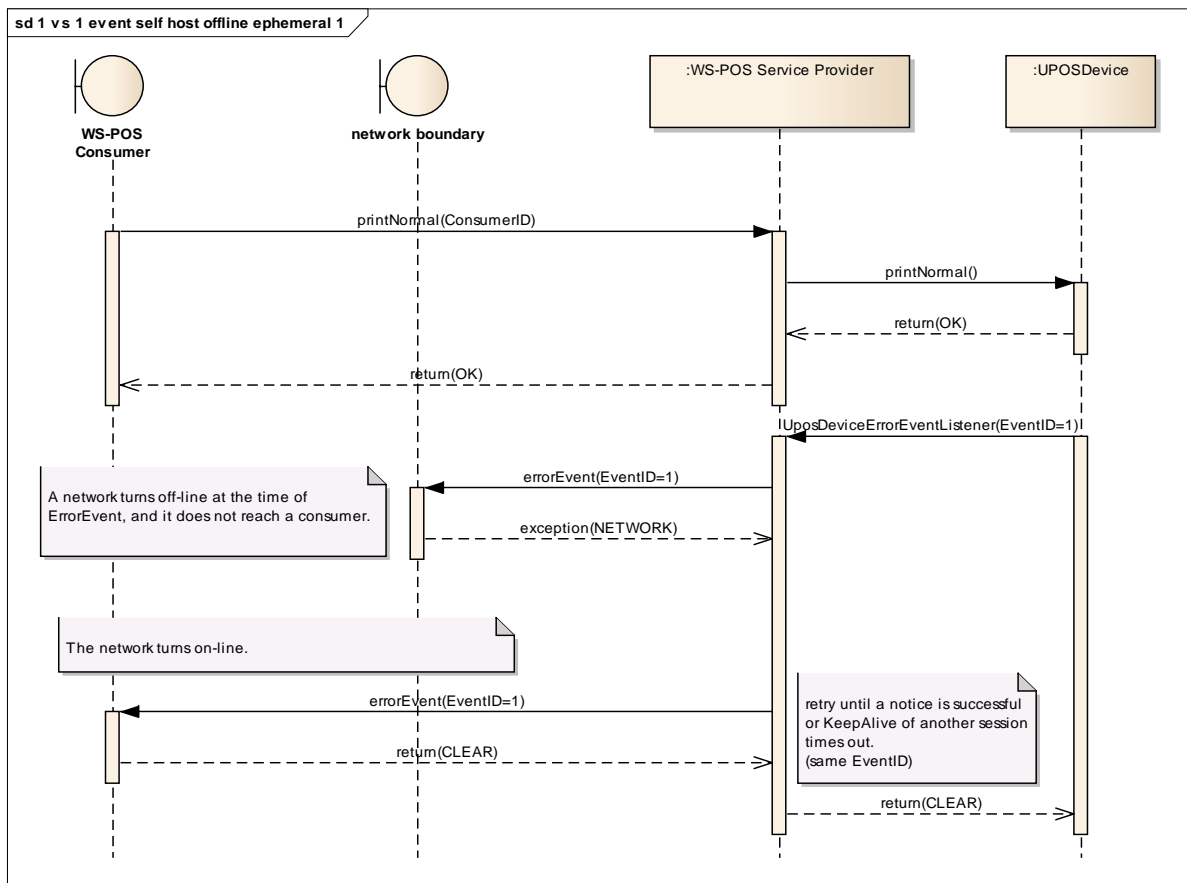 sd 1 vs 1 event self host offline ephemeral 1
WS-POS
Consumer
network boundary
:WS-POS Service Provider
:UPOSDevice
printNormal(ConsumerID)
printNormal()
return(OK)
return(OK)
UposDeviceErrorEventListener(EventID=1)
errorEvent(EventID=1)
A network turns off-line at the time of
ErrorEvent, and it does not reach a consumer.
exception(NETWORK)
The network turns on-line.
errorEvent(EventID=1)
retry until a notice is successful
or KeepAlive of another session
times out.
(same EventID)
return(CLEAR)
return(CLEAR)